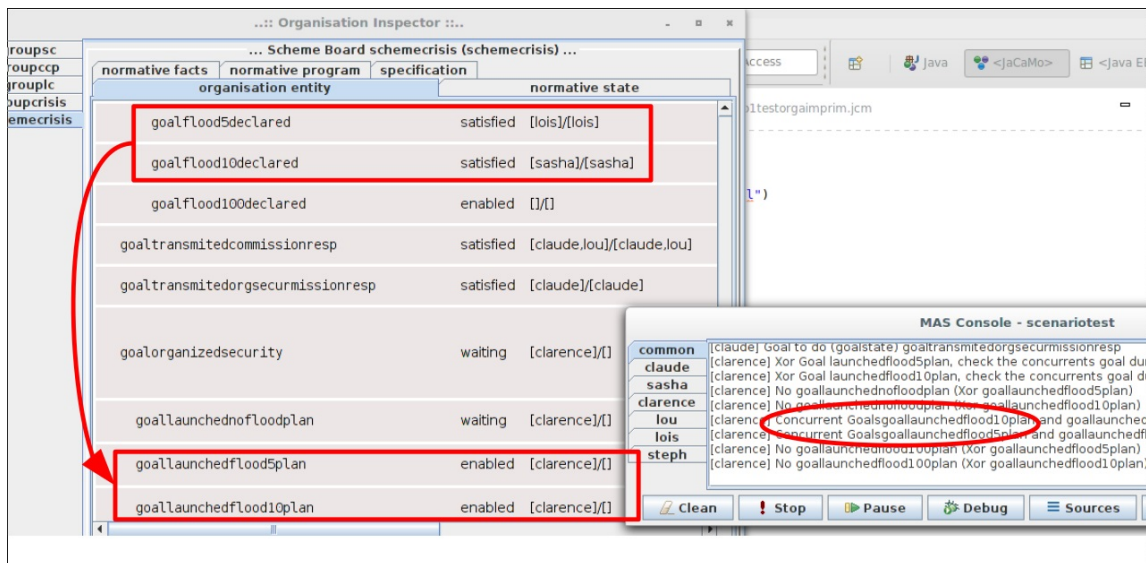 ..:: Organisation Inspector ::..
... Scheme Board schemecrisis (schemecrisis) ...
normative facts normative program specification
organisation entity normative state
roupsc
roupccp
grouplc
oupcrisis
emecrisis
goalflood5declared satisfied [lois]/[lois]
goalflood10declared satisfied [sasha]/[sasha]
goalflood100declared enabled []/[]
goaltransmitedcommissionresp satisfied [claude,lou]/[claude,lou]
goaltransmitedorgsecurmissionresp satisfied [claude]/[claude]
goalorganizedsecurity waiting [clarence]/[]
goallaunchednofloodplan waiting [clarence]/[]
goallaunchedflood5plan enabled [clarence]/[]
goallaunchedflood10plan enabled [clarence]/[]
ccess Java <JaCaMo> <Java E
1testorgaimprim.jcm
l")
MAS Console - scenariotest
common
claude
sasha
clarence
lou
lois
steph
[claude] Goal to do (goalstate) goaltransmitedorgsecurmissionresp
[clarence] Xor Goal launchedflood5plan, check the concurrents goal du
[clarence] Xor Goal launchedflood10plan, check the concurrents goal d
[clarence] No goallaunchednofloodplan (Xor goallaunchedflood5plan)
[clarence] No goallaunchednofloodplan (Xor goallaunchedflood10plan)
[clarence] Concurrent Goalsgoallaunchedflood10plan and goallaunched
[clarence] Concurrent Goalsgoallaunchedflood5plan and goallaunchedfl
[clarence] No goallaunchedflood100plan (Xor goallaunchedflood5plan)
[clarence] No goallaunchedflood100plan (Xor goallaunchedflood10plan)
Clean Stop Pause Debug Sources